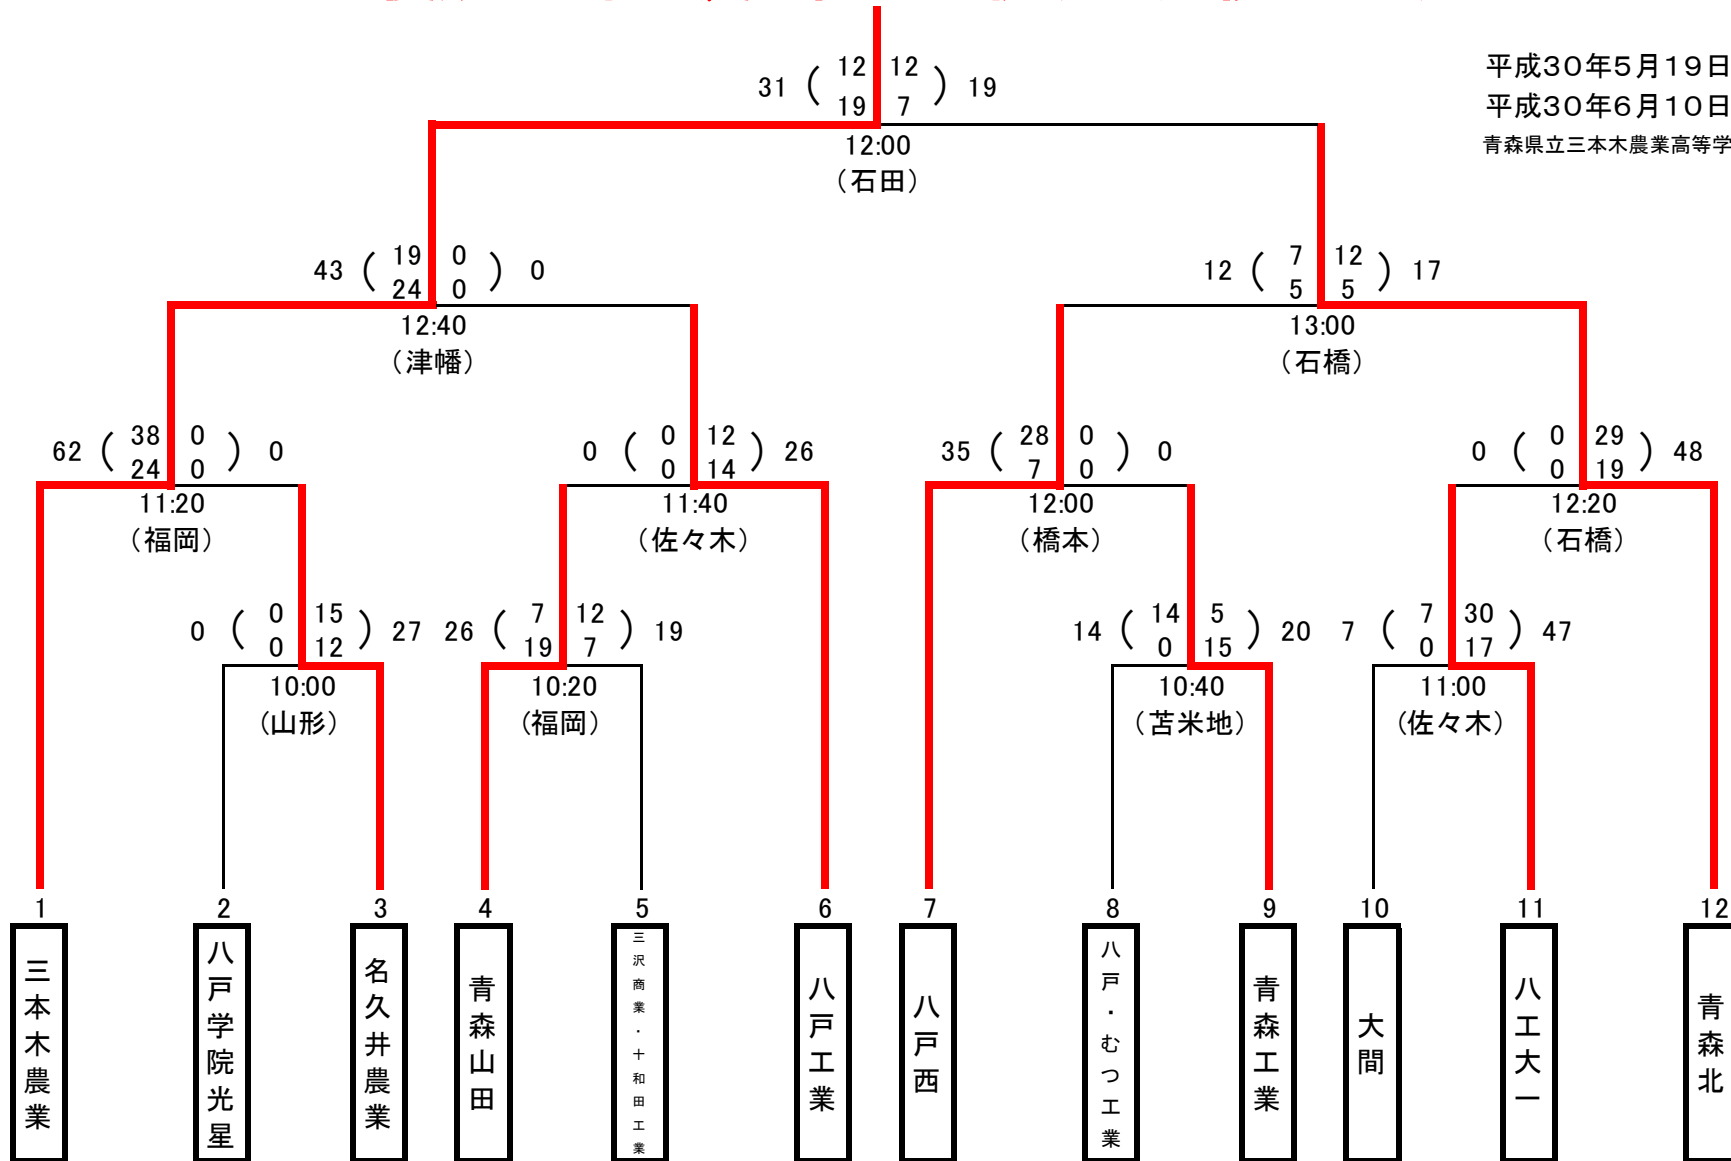 平成30年5月19日
平成30年6月10日
青森県立三本木農業高等学
31 ( 12 12 ) 19
19 7
12:00
（石田）
43 ( 19 0 ) 0
24 0
12:40
（津幡）
12 ( 7 12 ) 17
5 5
13:00
（石橋）
62 ( 38 0 ) 0
24 0
11:20
（福岡）
0 ( 0 12 ) 26
0 14
11:40
（佐々木）
35 ( 28 0 ) 0
7 0
12:00
（橋本）
0 ( 0 29 ) 48
0 19
12:20
（石橋）
0 ( 0 15 ) 27
0 12
10:00
（山形）
26 ( 7 12 ) 19
19 7
10:20
（福岡）
14 ( 14 5 ) 20
0 15
10:40
（苫米地）
7 ( 7 30 ) 47
0 17
11:00
（佐々木）
1
三本木農業
2
八戸学院光星
3
名久井農業
4
青森山田
5
三沢商業・十和田工業
6
八戸工業
7
八戸西
8
八戸・むつ工業
9
青森工業
10
大間
11
八工大一
12
青森北